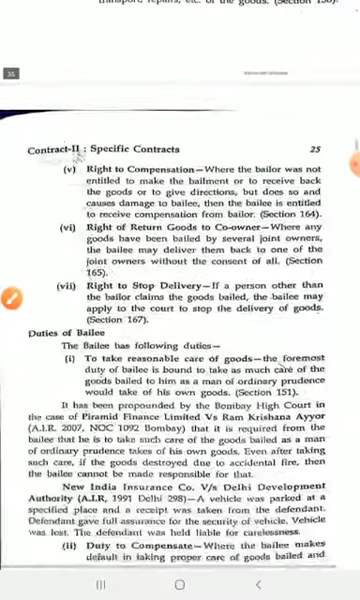 transport, repairs, etc. of the goods. (Section 158).
35
Contract-II : Specific Contracts 25
(v) Right to Compensation—Where the bailor was not
entitled to make the bailment or to receive back
the goods or to give directions, but does so and
causes damage to bailee, then the bailee is entitled
to receive compensation from bailor. (Section 164).
(vi) Right of Return Goods to Co-owner—Where any
goods have been bailed by several joint owners,
the bailee may deliver them back to one of the
joint owners without the consent of all. (Section
165).
(vii) Right to Stop Delivery—If a person other than
the bailor claims the goods bailed, the bailee may
apply to the court to stop the delivery of goods.
(Section 167).
Duties of Bailee
The Bailee has following duties—
(i) To take reasonable care of goods—the foremost
duty of bailee is bound to take as much care of the
goods bailed to him as a man of ordinary prudence
would take of his own goods. (Section 151).
It has been propounded by the Bombay High Court in
the case of Piramid Finance Limited Vs Ram Krishana Ayyor
(A.I.R. 2007, NOC 1092 Bombay) that it is required from the
bailee that he is to take such care of the goods bailed as a man
of ordinary prudence takes of his own goods. Even after taking
such care, if the goods destroyed due to accidental fire, then
the bailee cannot be made responsible for that.
New India Insurance Co. V/s Delhi Development
Authority (A.I.R, 1991 Delhi 298)—A vehicle was parked at a
specified place and a receipt was taken from the defendant.
Defendant gave full assurance for the security of vehicle. Vehicle
was lost. The defendant was held liable for carelessness.
(ii) Duty to Compensate—Where the bailee makes
default in taking proper care of goods bailed and